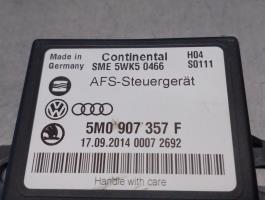 Made in
Germany
Continental
SME 5WK5 0466
H04
S0111
AFS-Steuergerät
5M0 907 357 F
17.09.2014 0007 2692
Handle with care